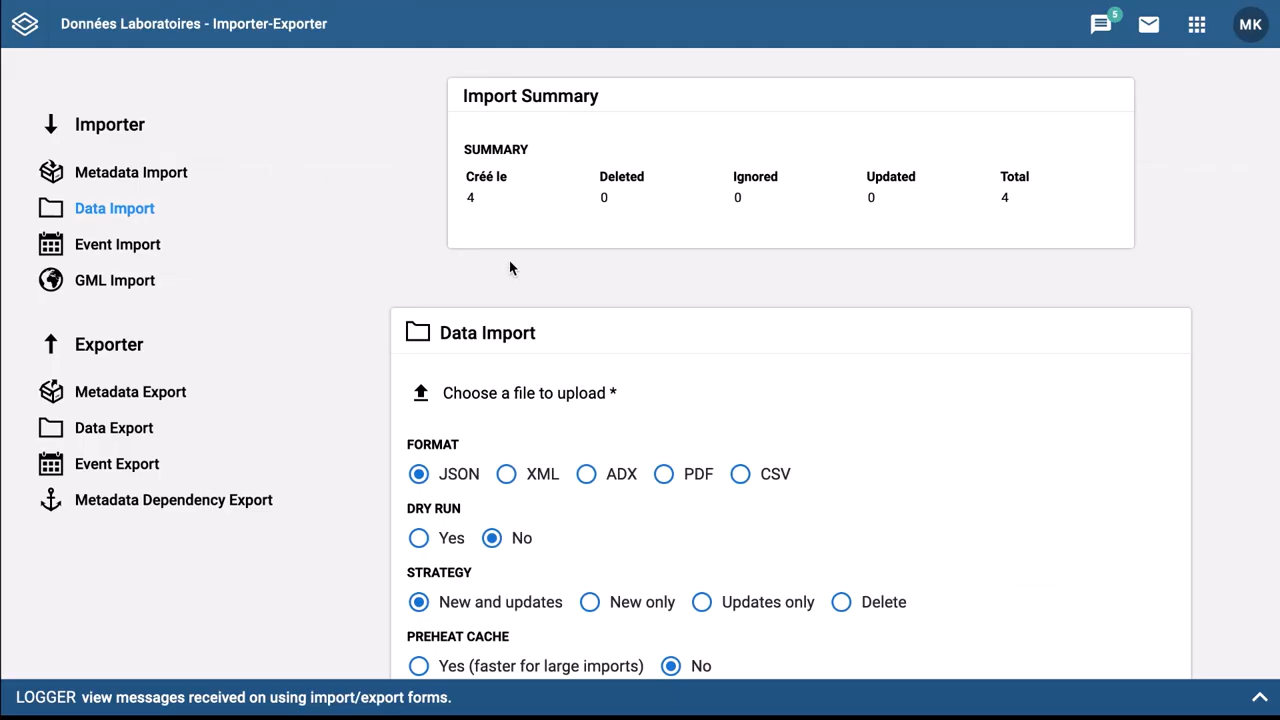 Données Laboratoires - Importer-Exporter
5
MK
Importer
Metadata Import
Data Import
Event Import
GML Import
Exporter
Metadata Export
Data Export
Event Export
Metadata Dependency Export
Import Summary
SUMMARY
Créé le Deleted Ignored Updated Total
4 0 0 0 4
Data Import
Choose a file to upload *
FORMAT
JSON XML ADX PDF CSV
DRY RUN
Yes No
STRATEGY
New and updates New only Updates only Delete
PREHEAT CACHE
Yes (faster for large imports) No
LOGGER view messages received on using import/export forms.